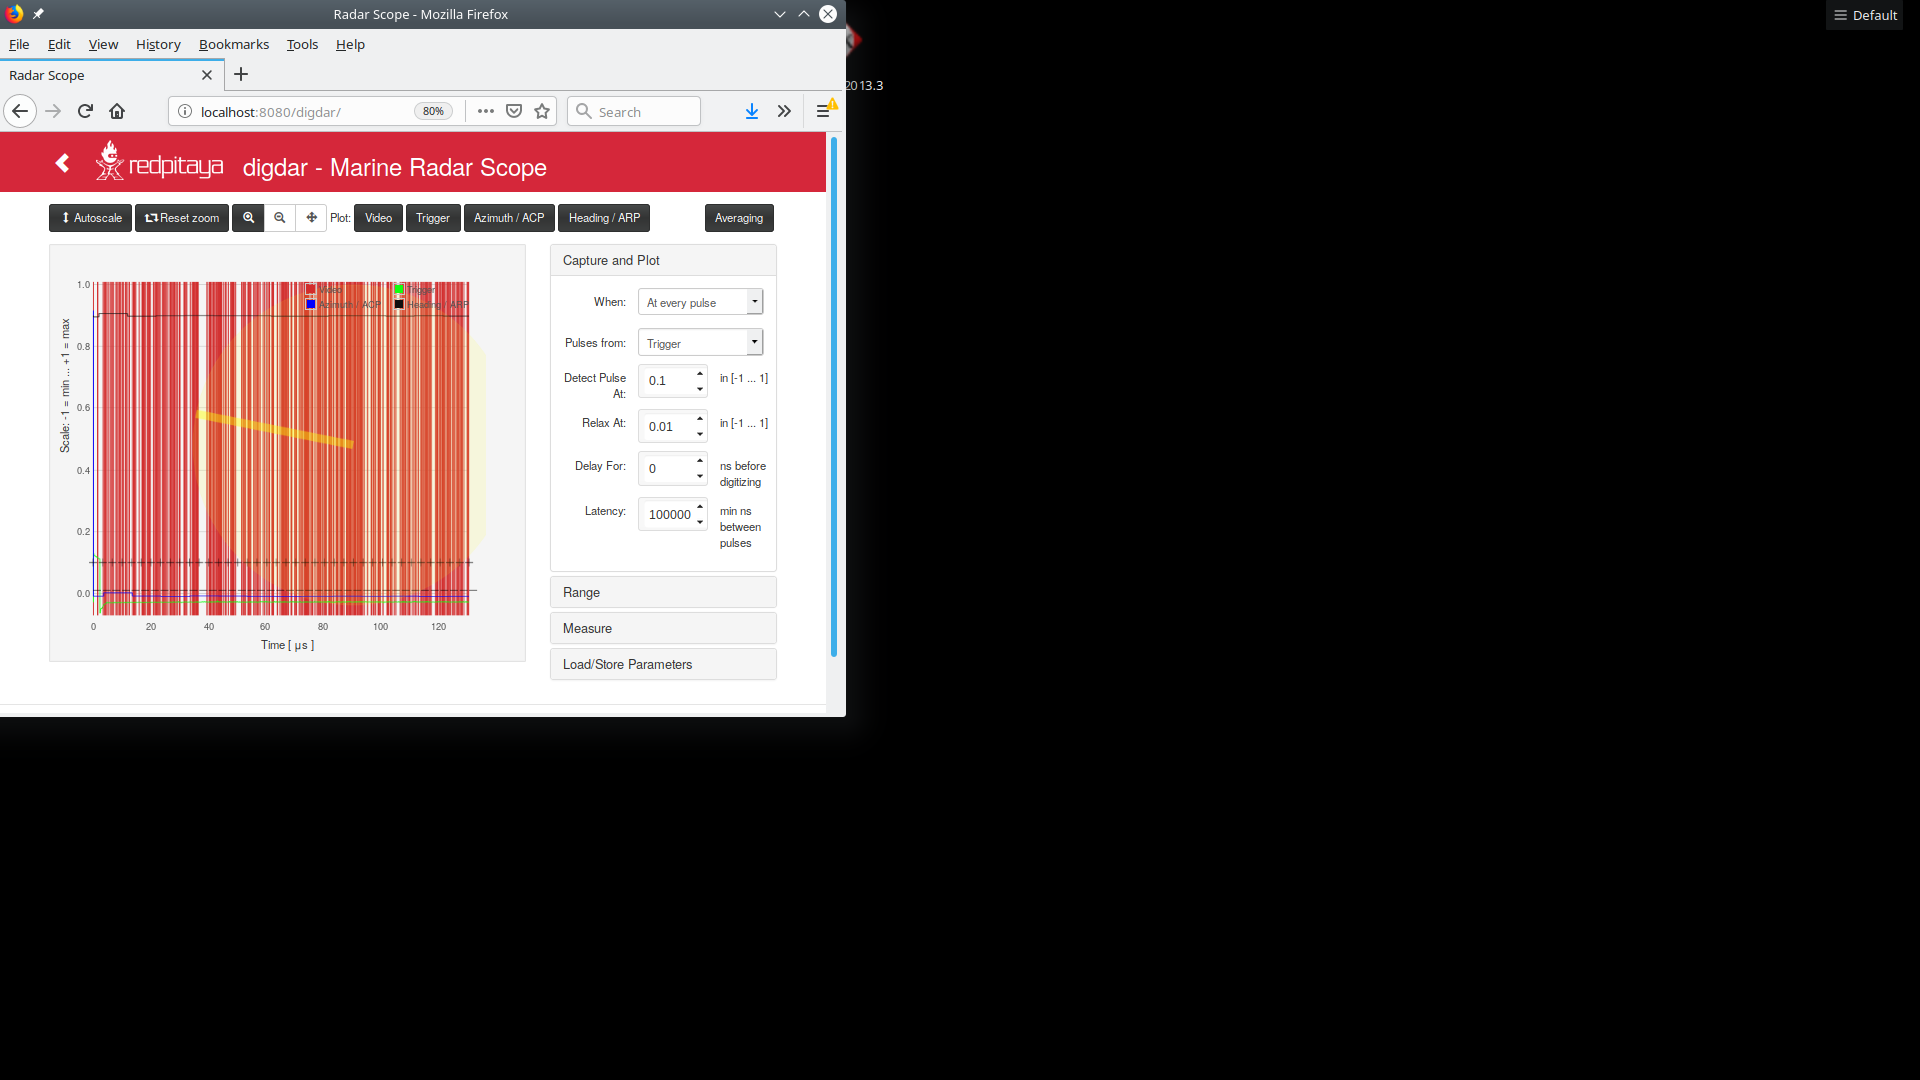 Radar Scope - Mozilla Firefox
Default
File Edit View History Bookmarks Tools Help
Radar Scope
2013.3
localhost:8080/digdar/ 80% Search
redpitaya digdar - Marine Radar Scope
Autoscale Reset zoom Plot: Video Trigger Azimuth / ACP Heading / ARP Averaging
Capture and Plot
When: At every pulse
Pulses from: Trigger
Detect Pulse At: 0.1 in [-1 ... 1]
Relax At: 0.01 in [-1 ... 1]
Delay For: 0 ns before digitizing
Latency: 100000 min ns between pulses
Range
Measure
Load/Store Parameters
Video Trigger
Azimuth / ACP Heading / ARP
Scale: -1 = min ... +1 = max
1.0
0.8
0.6
0.4
0.2
0.0
0 20 40 60 80 100 120
Time [ µs ]